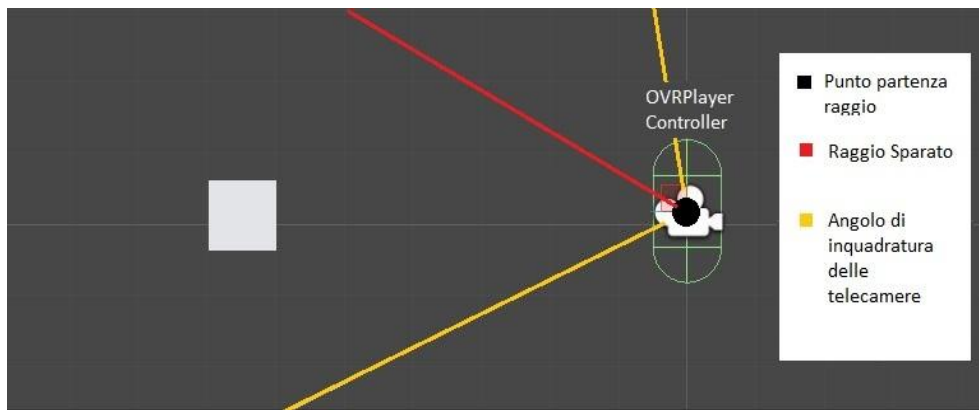 OVRPlayer
Controller
Punto partenza
raggio
Raggio Sparato
Angolo di
inquadratura
delle
telecamere